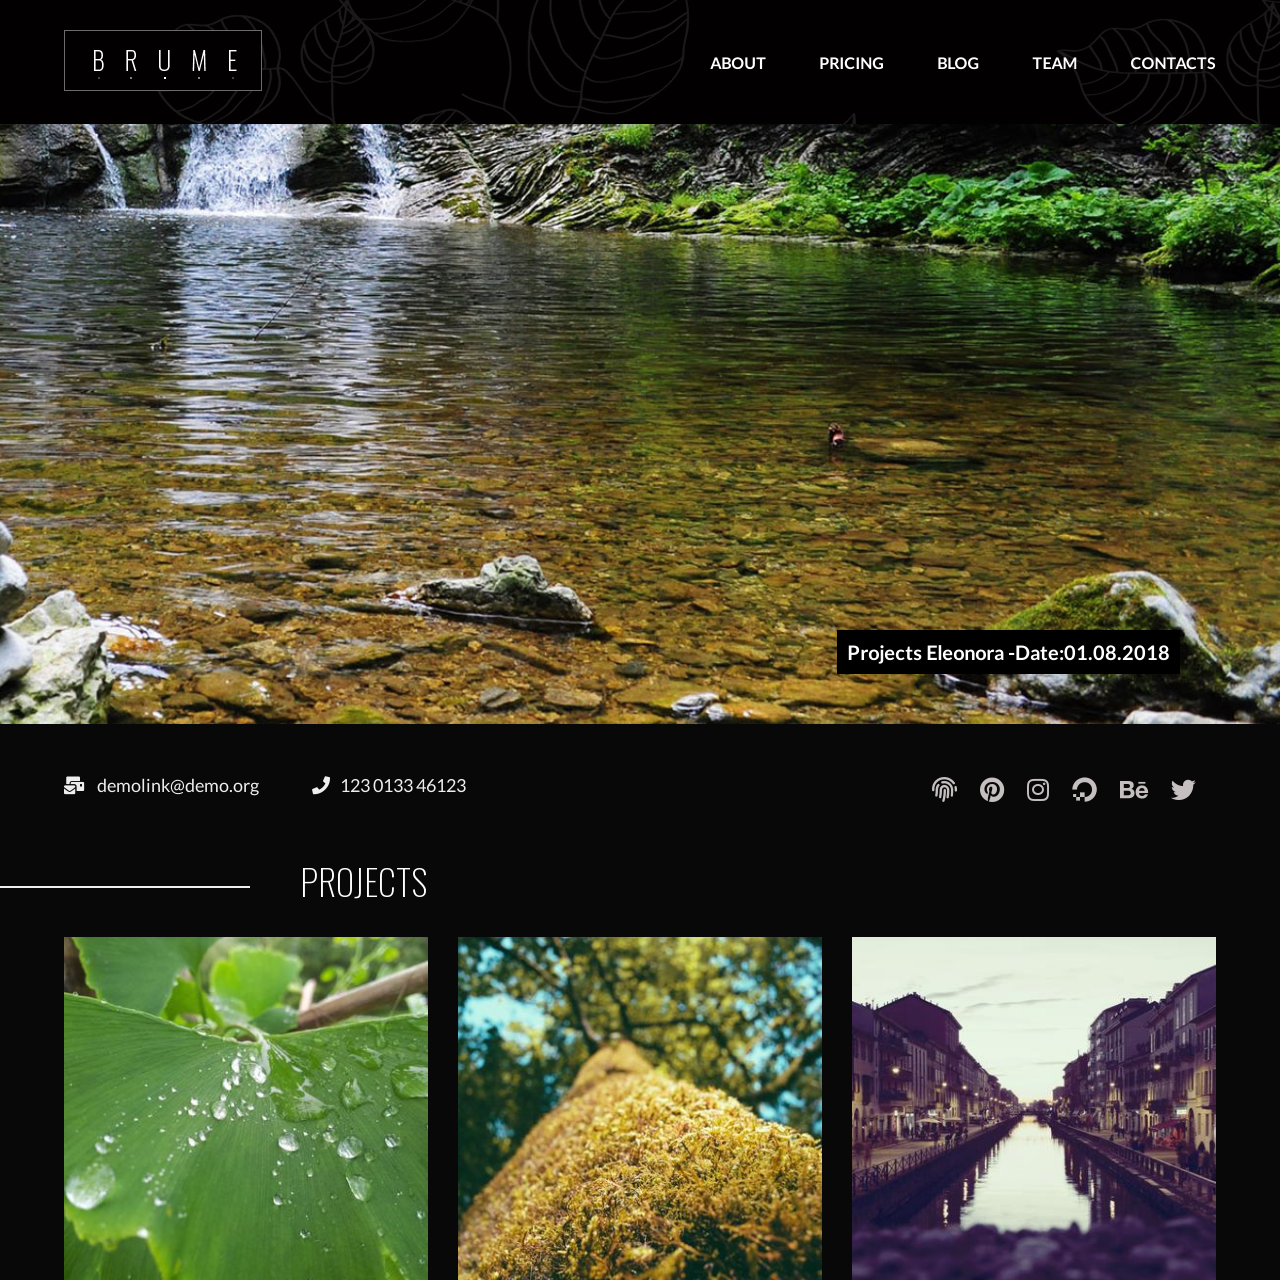 BRUME
ABOUT PRICING BLOG TEAM CONTACTS
Projects Eleonora -Date:01.08.2018
demolink@demo.org 123 0133 46123
Bē
PROJECTS